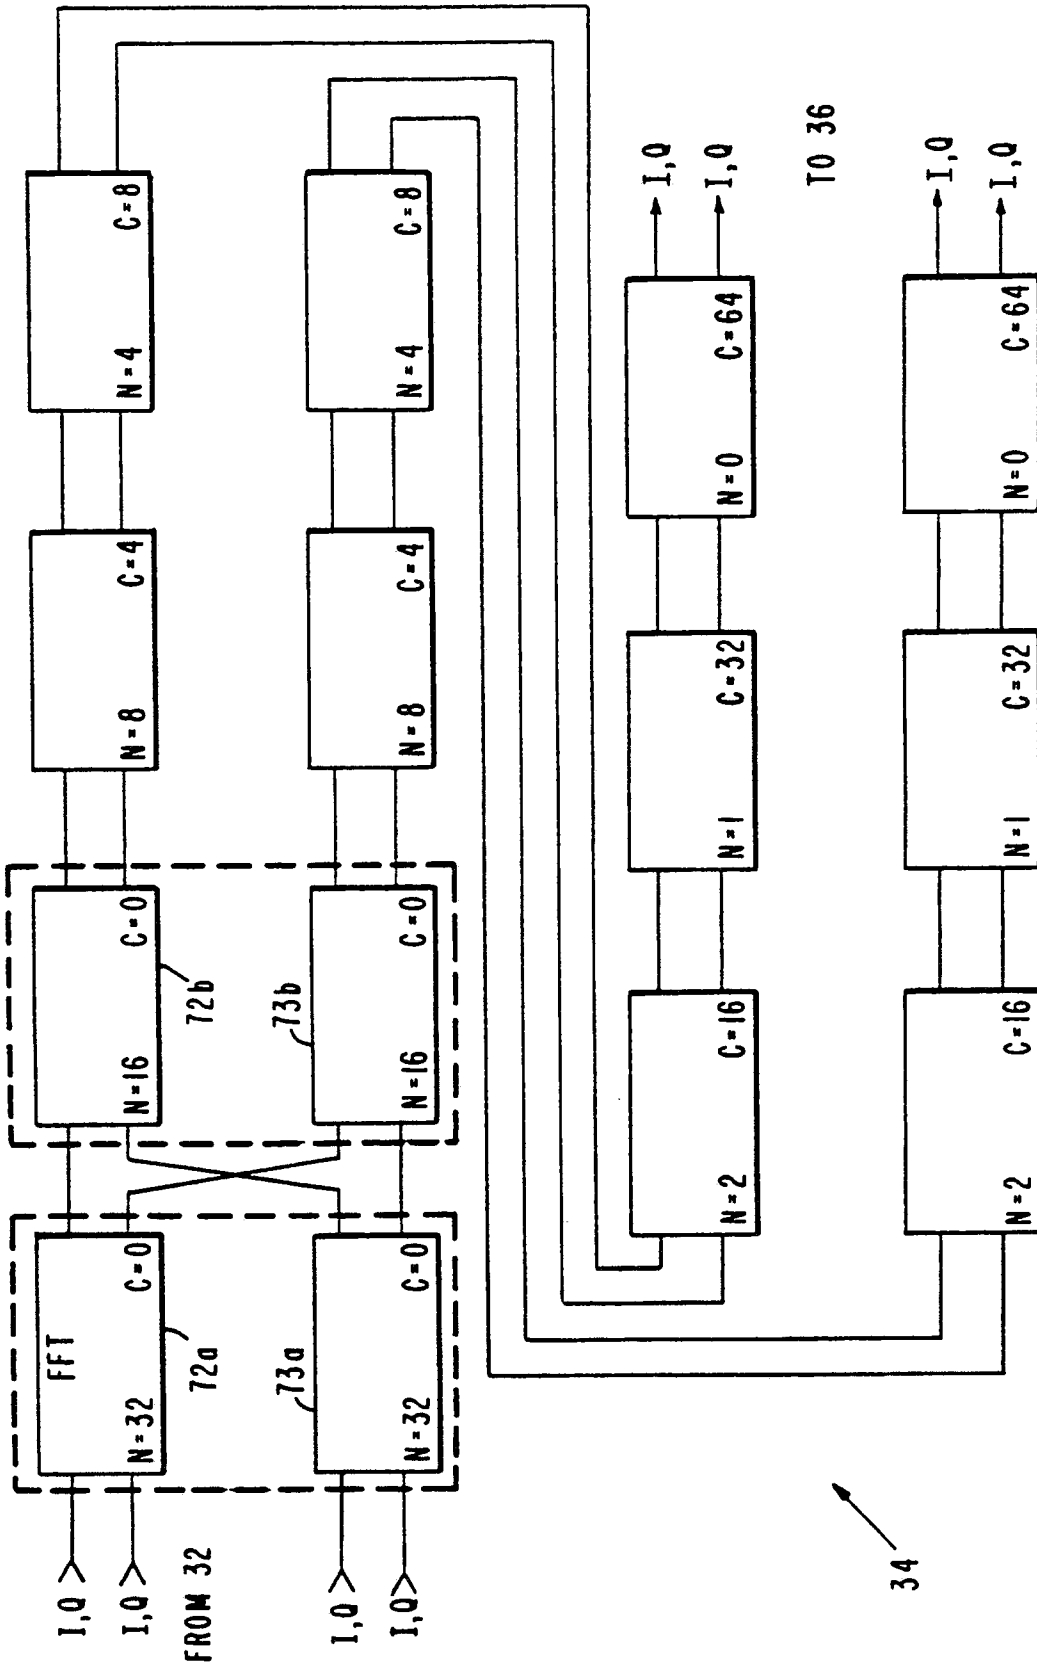 I,Q
I,Q
FROM 32
I,Q
I,Q
FFT
N=32
C=0
72a
73a
N=32
C=0
N=16
C=0
72b
73b
N=16
C=0
N=8
C=4
N=8
C=4
N=4
C=8
N=4
C=8
N=2
C=16
N=1
C=32
N=0
C=64
I,Q
I,Q
TO 36
N=2
C=16
N=1
C=32
N=0
C=64
I,Q
I,Q
34